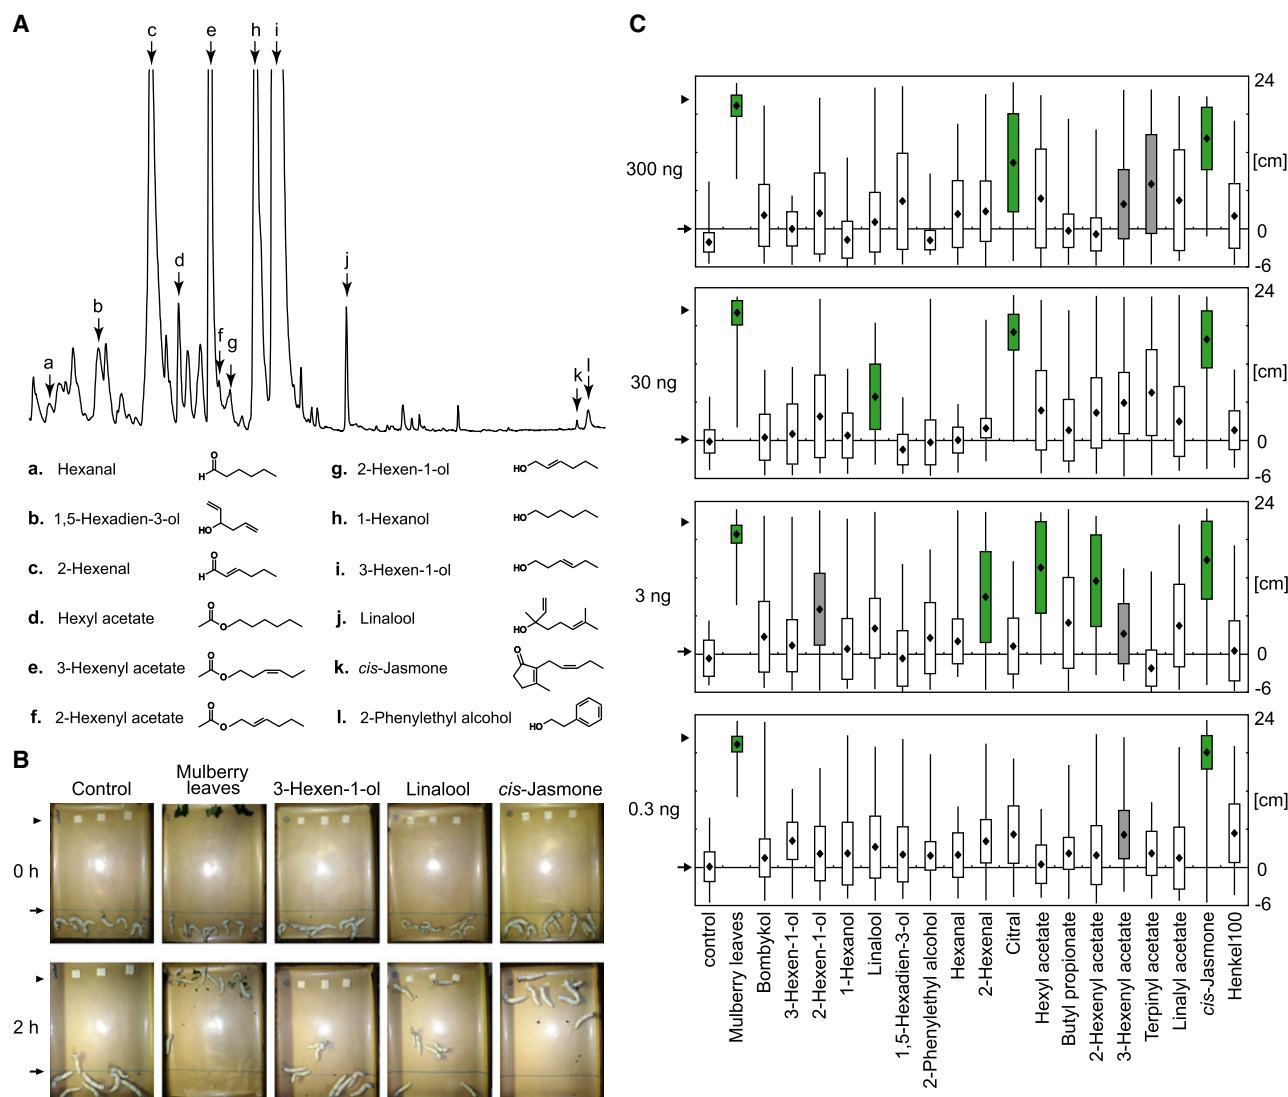 A
c
e
h
i
d
j
b
f
g
a
k
l
a. Hexanal
b. 1,5-Hexadien-3-ol
c. 2-Hexenal
d. Hexyl acetate
e. 3-Hexenyl acetate
f. 2-Hexenyl acetate
g. 2-Hexen-1-ol
h. 1-Hexanol
i. 3-Hexen-1-ol
j. Linalool
k. cis-Jasmone
l. 2-Phenylethyl alcohol
O
H
HO
O
H
O
O
O
O
O
O
HO
HO
HO
HO
O
HO
B
Control
Mulberry
leaves
3-Hexen-1-ol
Linalool
cis-Jasmone
0 h
2 h
C
300 ng
24
[cm]
0
-6
30 ng
24
[cm]
0
-6
3 ng
24
[cm]
0
-6
0.3 ng
24
[cm]
0
-6
control
Mulberry leaves
Bombykol
3-Hexen-1-ol
2-Hexen-1-ol
1-Hexanol
Linalool
1,5-Hexadien-3-ol
2-Phenylethyl alcohol
Hexanal
2-Hexenal
Citral
Hexyl acetate
Butyl propionate
2-Hexenyl acetate
3-Hexenyl acetate
Terpinyl acetate
Linalyl acetate
cis-Jasmone
Henkel100